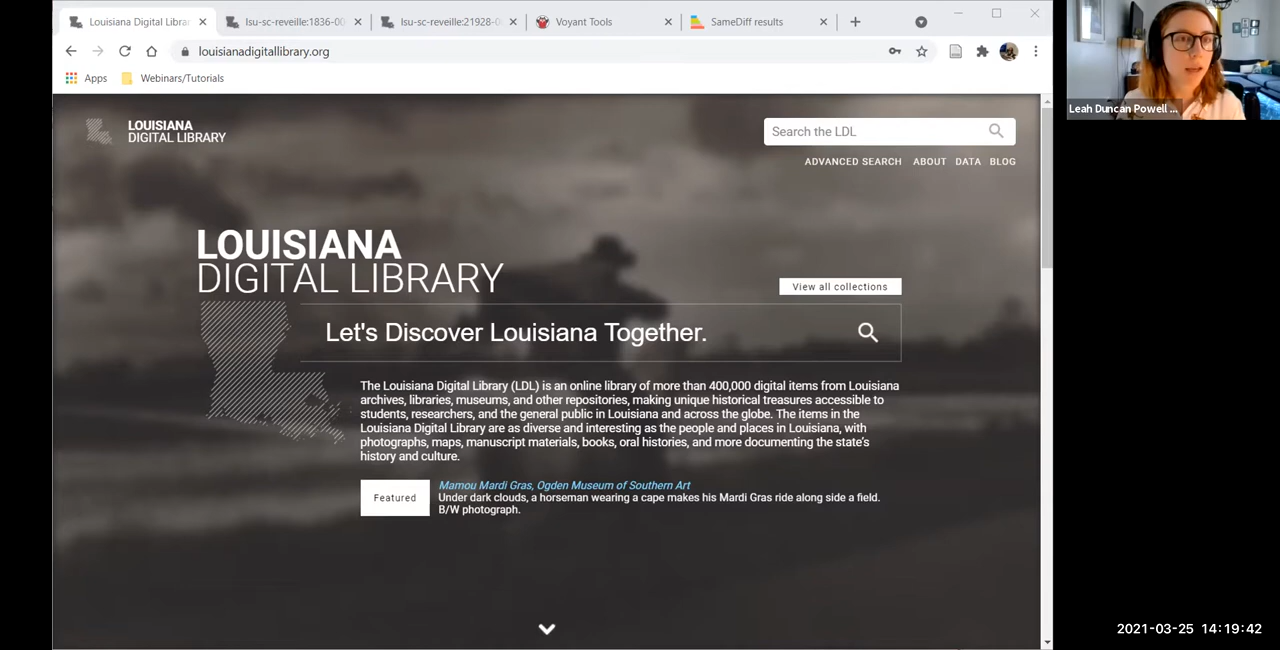 Louisiana Digital Librar
lsu-sc-reveille:1836-00
lsu-sc-reveille:21928-0
Voyant Tools
SameDiff results
louisianadigitallibrary.org
Apps
Webinars/Tutorials
Leah Duncan Powell ...
LOUISIANA
DIGITAL LIBRARY
Search the LDL
ADVANCED SEARCH ABOUT DATA BLOG
LOUISIANA
DIGITAL LIBRARY
View all collections
Let's Discover Louisiana Together.
The Louisiana Digital Library (LDL) is an online library of more than 400,000 digital items from Louisiana
archives, libraries, museums, and other repositories, making unique historical treasures accessible to
students, researchers, and the general public in Louisiana and across the globe. The items in the
Louisiana Digital Library are as diverse and interesting as the people and places in Louisiana, with
photographs, maps, manuscript materials, books, oral histories, and more documenting the state's
history and culture.
Featured
Mamou Mardi Gras, Ogden Museum of Southern Art
Under dark clouds, a horseman wearing a cape makes his Mardi Gras ride along side a field.
B/W photograph.
2021-03-25 14:19:42